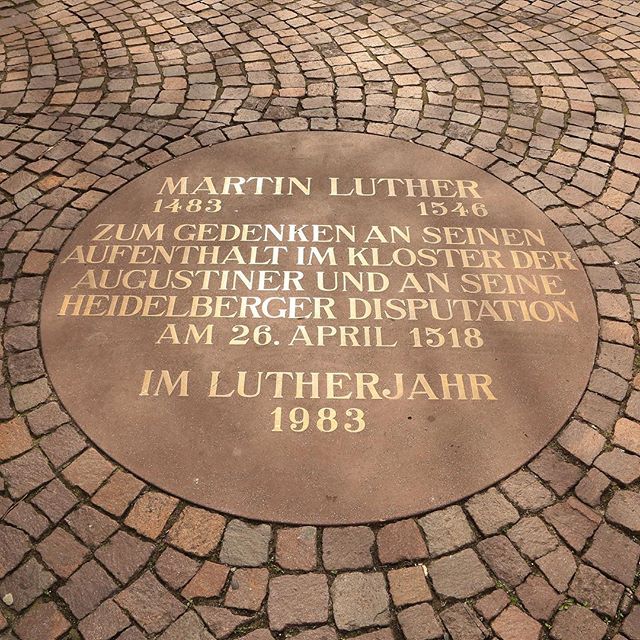 MARTIN LUTHER
1483 1546
ZUM GEDENKEN AN SEINEN
AUFENTHALT IM KLOSTER DER
AUGUSTINER UND AN SEINE
HEIDELBERGER DISPUTATION
AM 26. APRIL 1518
IM LUTHERJAHR
1983